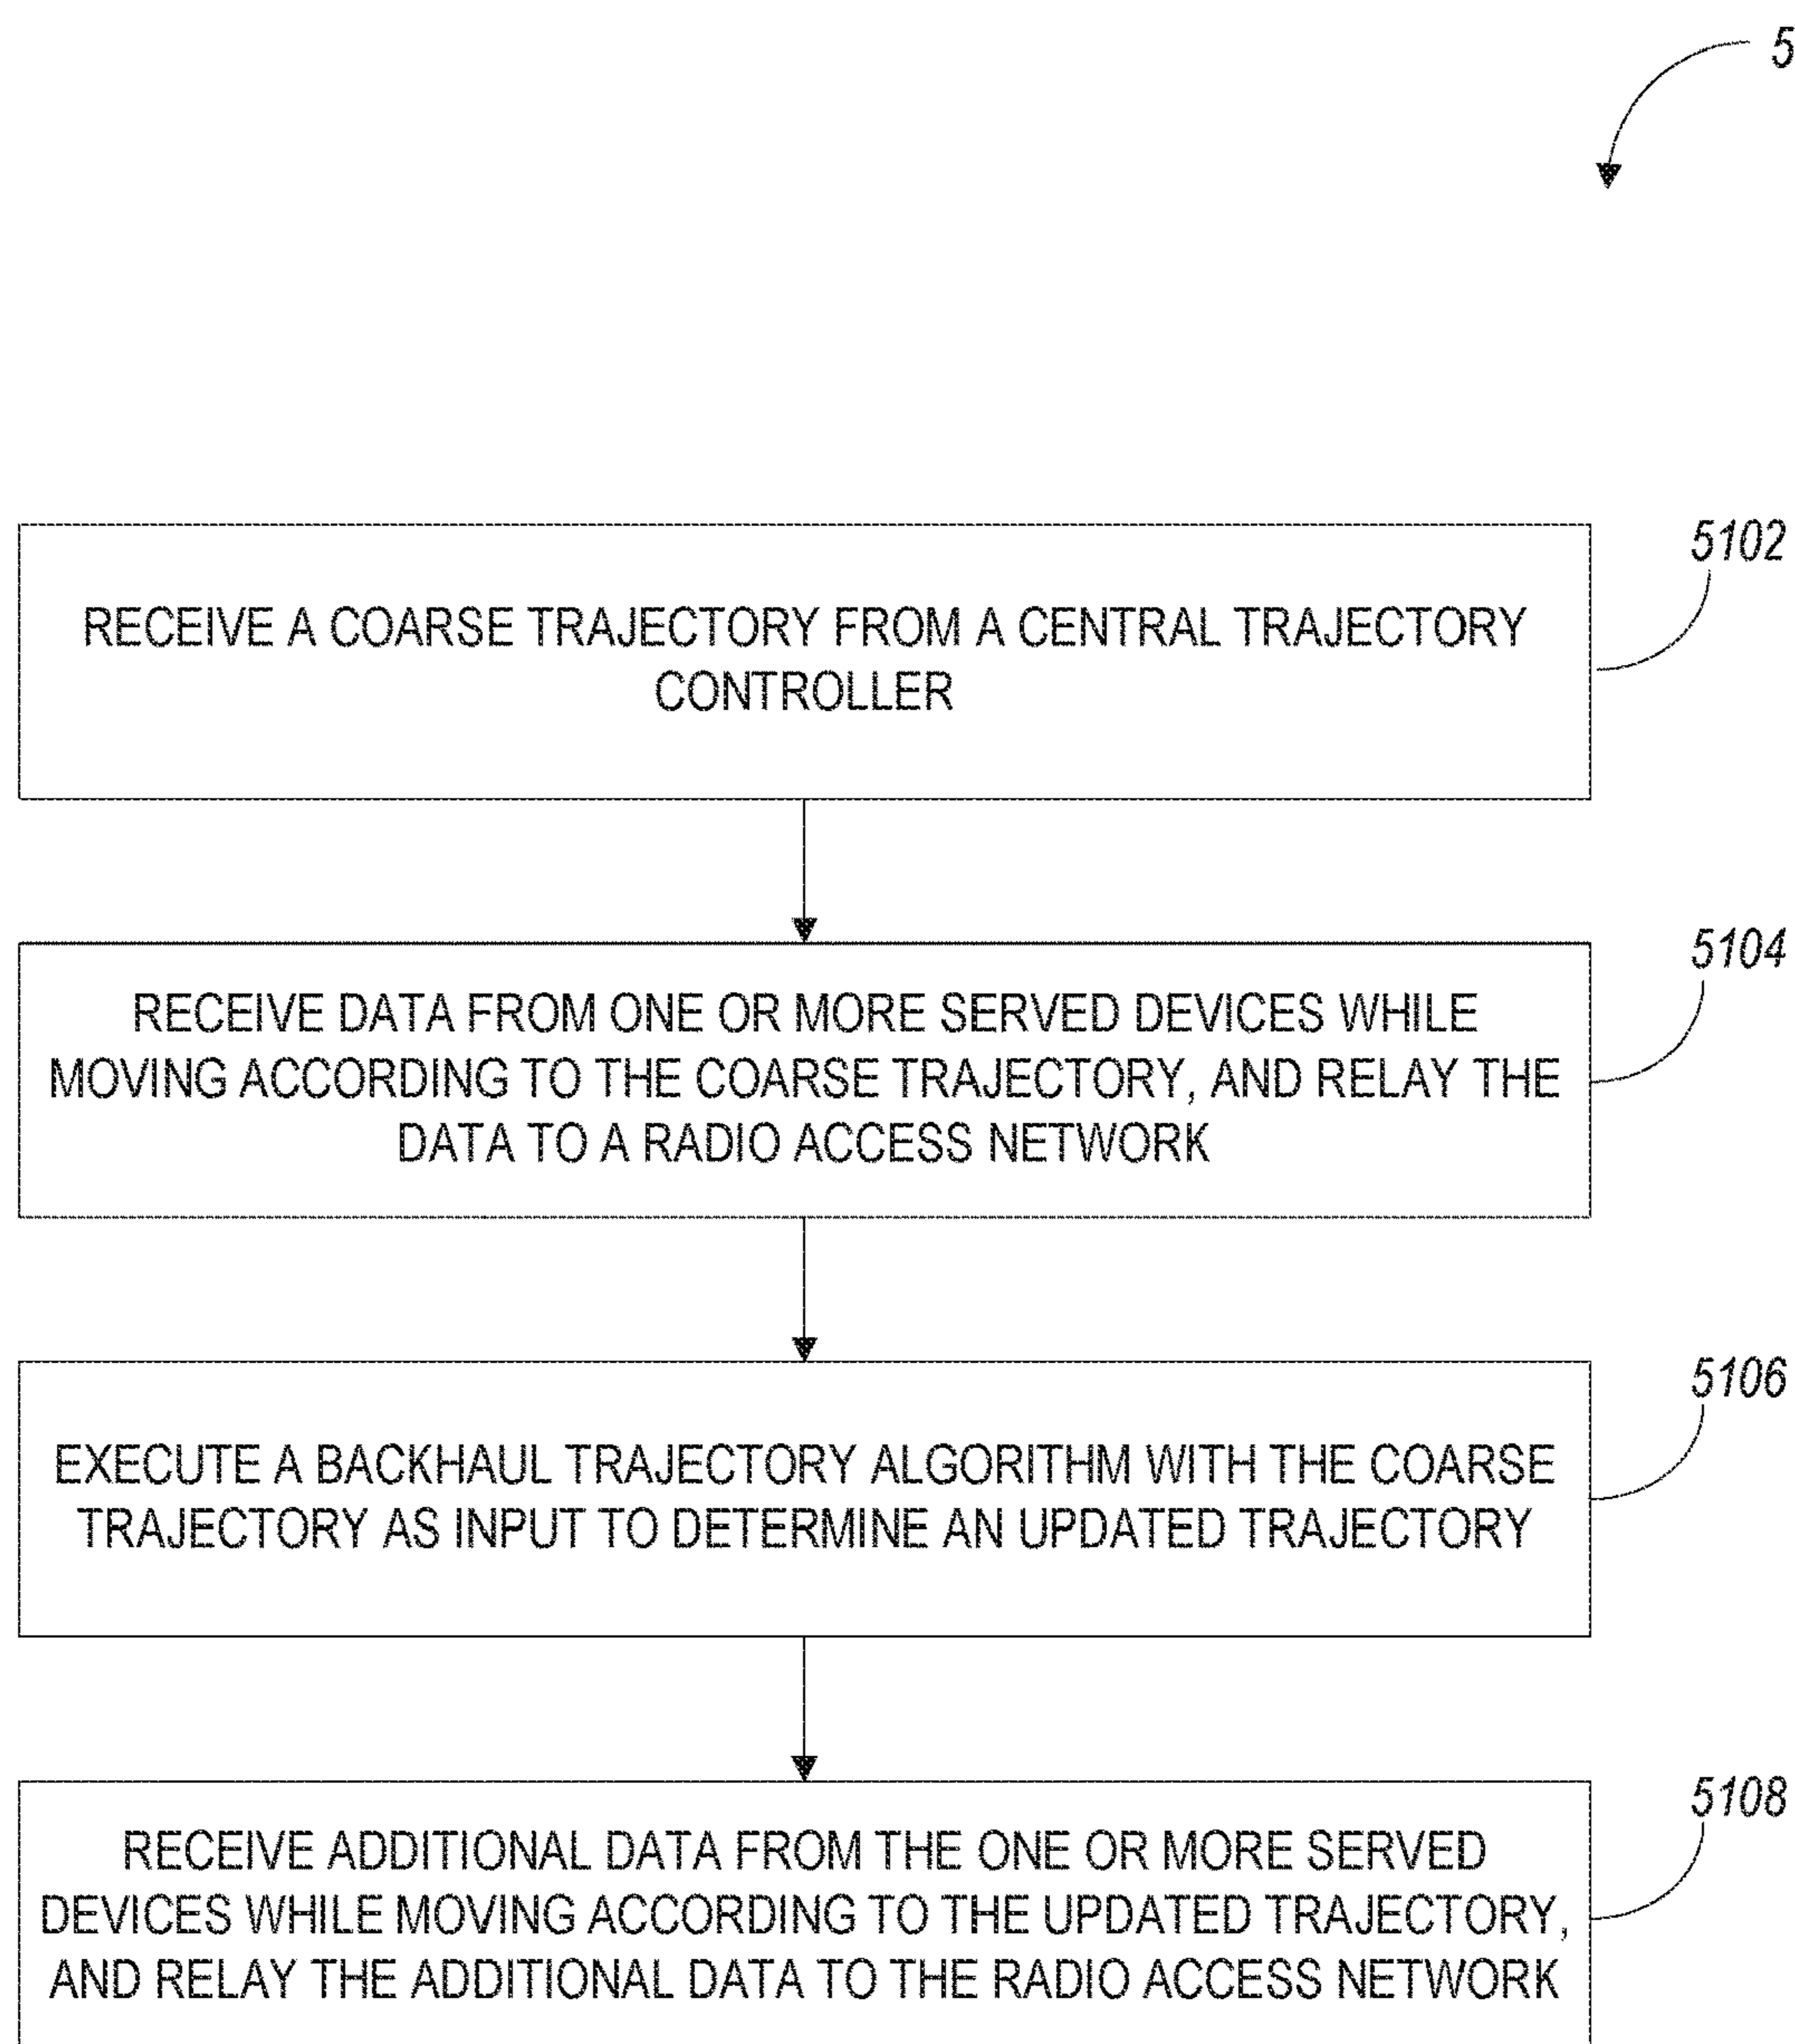 5
5102
RECEIVE A COARSE TRAJECTORY FROM A CENTRAL TRAJECTORY
CONTROLLER
5104
RECEIVE DATA FROM ONE OR MORE SERVED DEVICES WHILE
MOVING ACCORDING TO THE COARSE TRAJECTORY, AND RELAY THE
DATA TO A RADIO ACCESS NETWORK
5106
EXECUTE A BACKHAUL TRAJECTORY ALGORITHM WITH THE COARSE
TRAJECTORY AS INPUT TO DETERMINE AN UPDATED TRAJECTORY
5108
RECEIVE ADDITIONAL DATA FROM THE ONE OR MORE SERVED
DEVICES WHILE MOVING ACCORDING TO THE UPDATED TRAJECTORY,
AND RELAY THE ADDITIONAL DATA TO THE RADIO ACCESS NETWORK